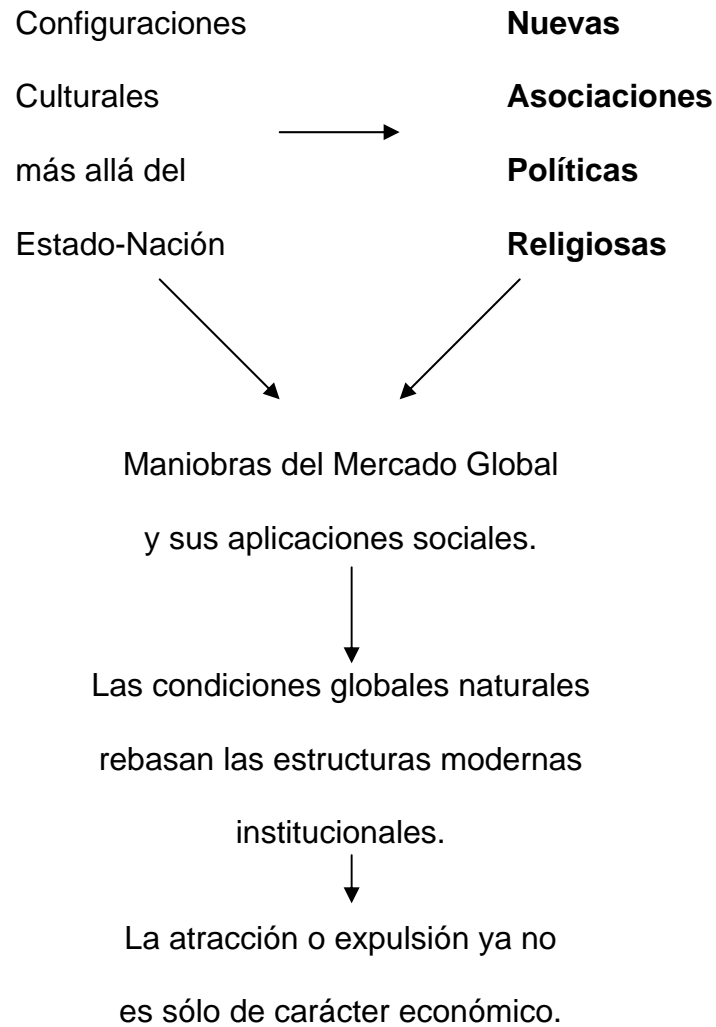 Configuraciones
Culturales
más allá del
Estado-Nación
Nuevas
Asociaciones
Políticas
Religiosas
Maniobras del Mercado Global
y sus aplicaciones sociales.
Las condiciones globales naturales
rebasan las estructuras modernas
institucionales.
La atracción o expulsión ya no
es sólo de carácter económico.